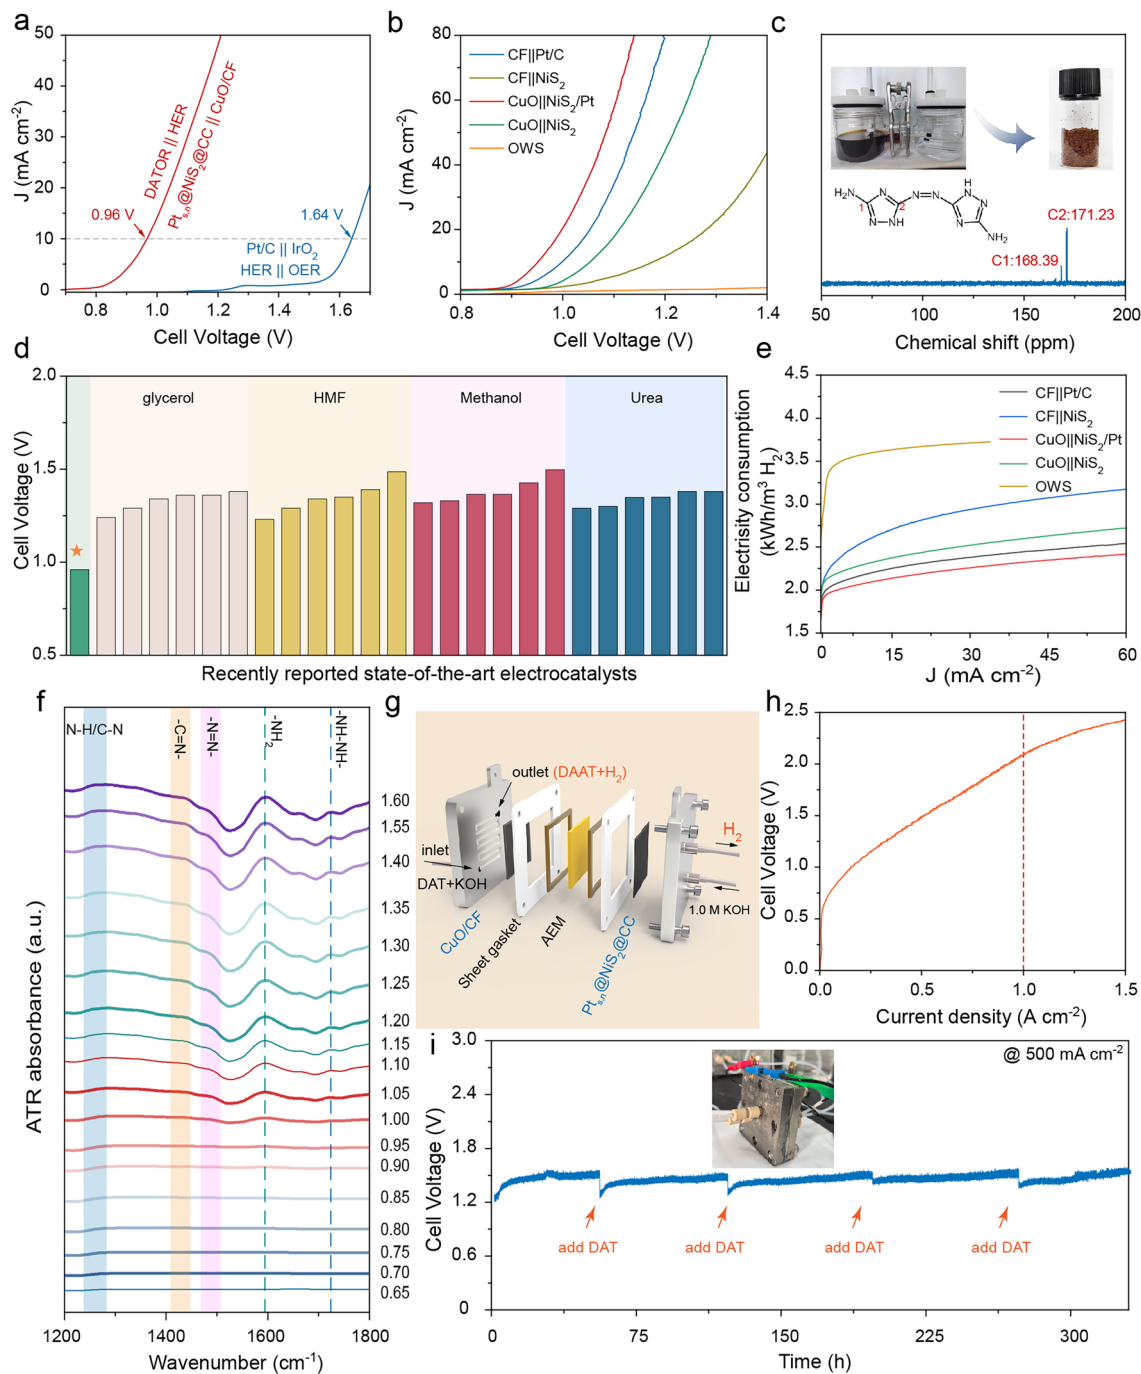 a
50
40
30
20
10
0
J (mA cm-2)
DATOR || HER
Pts,n@NiS2@CC || CuO/CF
0.96 V
1.64 V
Pt/C || IrO2
HER || OER
0.8 1.0 1.2 1.4 1.6
Cell Voltage (V)
b
80
60
40
20
0
J (mA cm-2)
CF||Pt/C
CF||NiS2
CuO||NiS2/Pt
CuO||NiS2
OWS
0.8 1.0 1.2 1.4
Cell Voltage (V)
c
H2N
N
N
1
2
N
NH
N=N
H
N
N
N
NH2
C2:171.23
C1:168.39
50 100 150 200
Chemical shift (ppm)
d
2.0
1.5
1.0
0.5
Cell Voltage (V)
glycerol HMF Methanol Urea
Recently reported state-of-the-art electrocatalysts
e
4.5
4.0
3.5
3.0
2.5
2.0
1.5
Electrisity consumption
(kWh/m3 H2)
CF||Pt/C
CF||NiS2
CuO||NiS2/Pt
CuO||NiS2
OWS
0 15 30 45 60
J (mA cm-2)
f
N-H/C-N
-C=N-
-N=N-
-NH2
-NH-NH-
1.60
1.55
1.40
1.35
1.30
1.25
1.20
1.15
1.10
1.05
1.00
0.95
0.90
0.85
0.80
0.75
0.70
0.65
ATR absorbance (a.u.)
1200 1400 1600 1800
Wavenumber (cm-1)
g
outlet (DAAT+H2)
inlet
DAT+KOH
CuO/CF
Sheet gasket
AEM
Pts,n@NiS2@CC
H2
1.0 M KOH
h
2.5
2.0
1.5
1.0
0.5
0.0
Cell Voltage (V)
0.0 0.5 1.0 1.5
Current density (A cm-2)
i
3.0
2.4
1.8
1.2
0.6
0
Cell Voltage (V)
@ 500 mA cm-2
add DAT add DAT add DAT add DAT
0 75 150 225 300
Time (h)